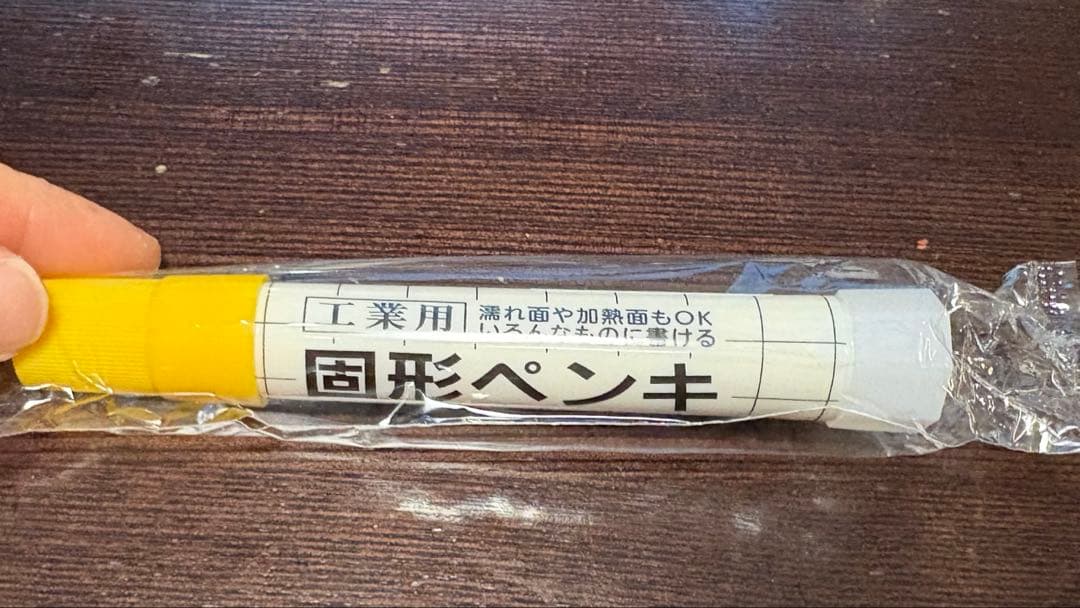 工業用
濡れ面や加熱面もOK
いろんなものに書ける
固形ペンキ